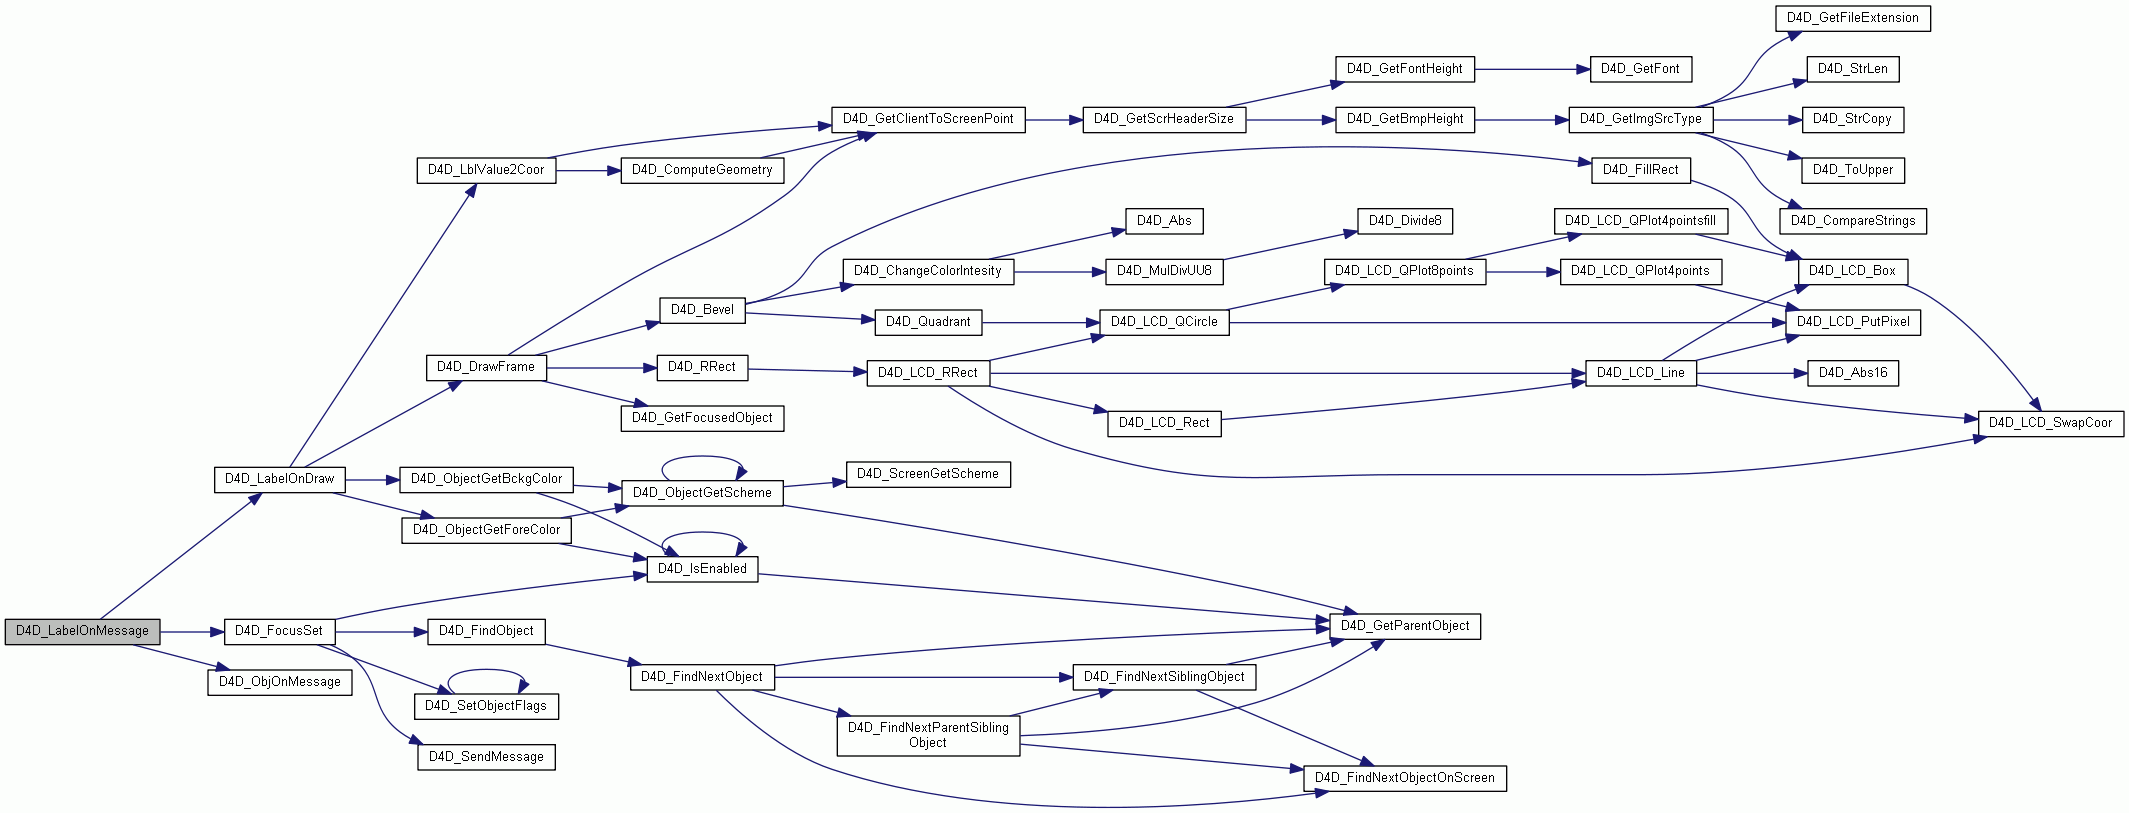 D4D_GetFileExtension
D4D_GetFontHeight
D4D_GetFont
D4D_StrLen
D4D_GetClientToScreenPoint
D4D_GetScrHeaderSize
D4D_GetBmpHeight
D4D_GetImgSrcType
D4D_StrCopy
D4D_LblValue2Coor
D4D_ComputeGeometry
D4D_FillRect
D4D_ToUpper
D4D_Abs
D4D_Divide8
D4D_LCD_QPlot4pointsfill
D4D_CompareStrings
D4D_ChangeColorIntesity
D4D_MulDivUU8
D4D_LCD_QPlot8points
D4D_LCD_QPlot4points
D4D_LCD_Box
D4D_Bevel
D4D_Quadrant
D4D_LCD_QCircle
D4D_LCD_PutPixel
D4D_DrawFrame
D4D_RRect
D4D_LCD_RRect
D4D_LCD_Line
D4D_Abs16
D4D_GetFocusedObject
D4D_LCD_Rect
D4D_LCD_SwapCoor
D4D_LabelOnDraw
D4D_ObjectGetBckgColor
D4D_ObjectGetScheme
D4D_ScreenGetScheme
D4D_ObjectGetForeColor
D4D_IsEnabled
D4D_LabelOnMessage
D4D_FocusSet
D4D_FindObject
D4D_GetParentObject
D4D_ObjOnMessage
D4D_FindNextObject
D4D_FindNextSiblingObject
D4D_SetObjectFlags
D4D_FindNextParentSibling
Object
D4D_SendMessage
D4D_FindNextObjectOnScreen